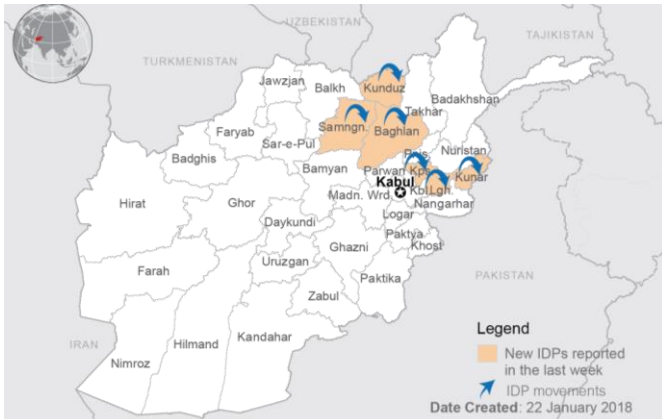 UZBEKISTAN
TAJIKISTAN
TURKMENISTAN
Jawzjan
Balkh
Kunduz
Takhar
Badakhshan
Faryab
Samngn.
Baghlan
Sar-e-Pul
Badghis
Nuristan
Bamyan
Parwan
Kps.
Kunar
Kabul
Kbl.
Lgh.
Hirat
Ghor
Madn. Wrd.
Nangarhar
Daykundi
Logar
Paktya
Khost
Ghazni
Uruzgan
Farah
Paktika
Zabul
PAKISTAN
Kandahar
Hilmand
Nimroz
IRAN
Legend
New IDPs reported
in the last week
IDP movements
Date Created: 22 January 2018